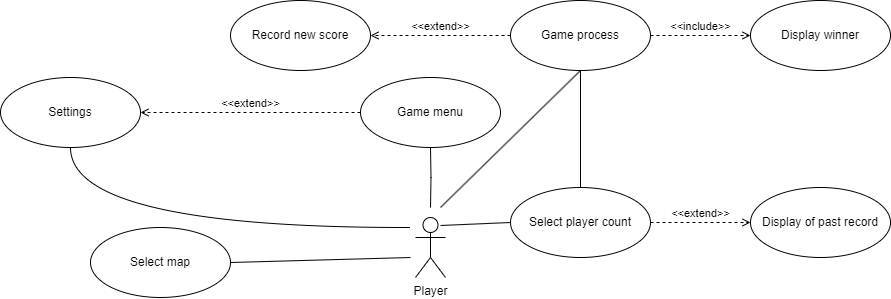 Record new score
<<extend>>
Game process
<<include>>
Display winner
Settings
<<extend>>
Game menu
Select player count
<<extend>>
Display of past record
Select map
Player